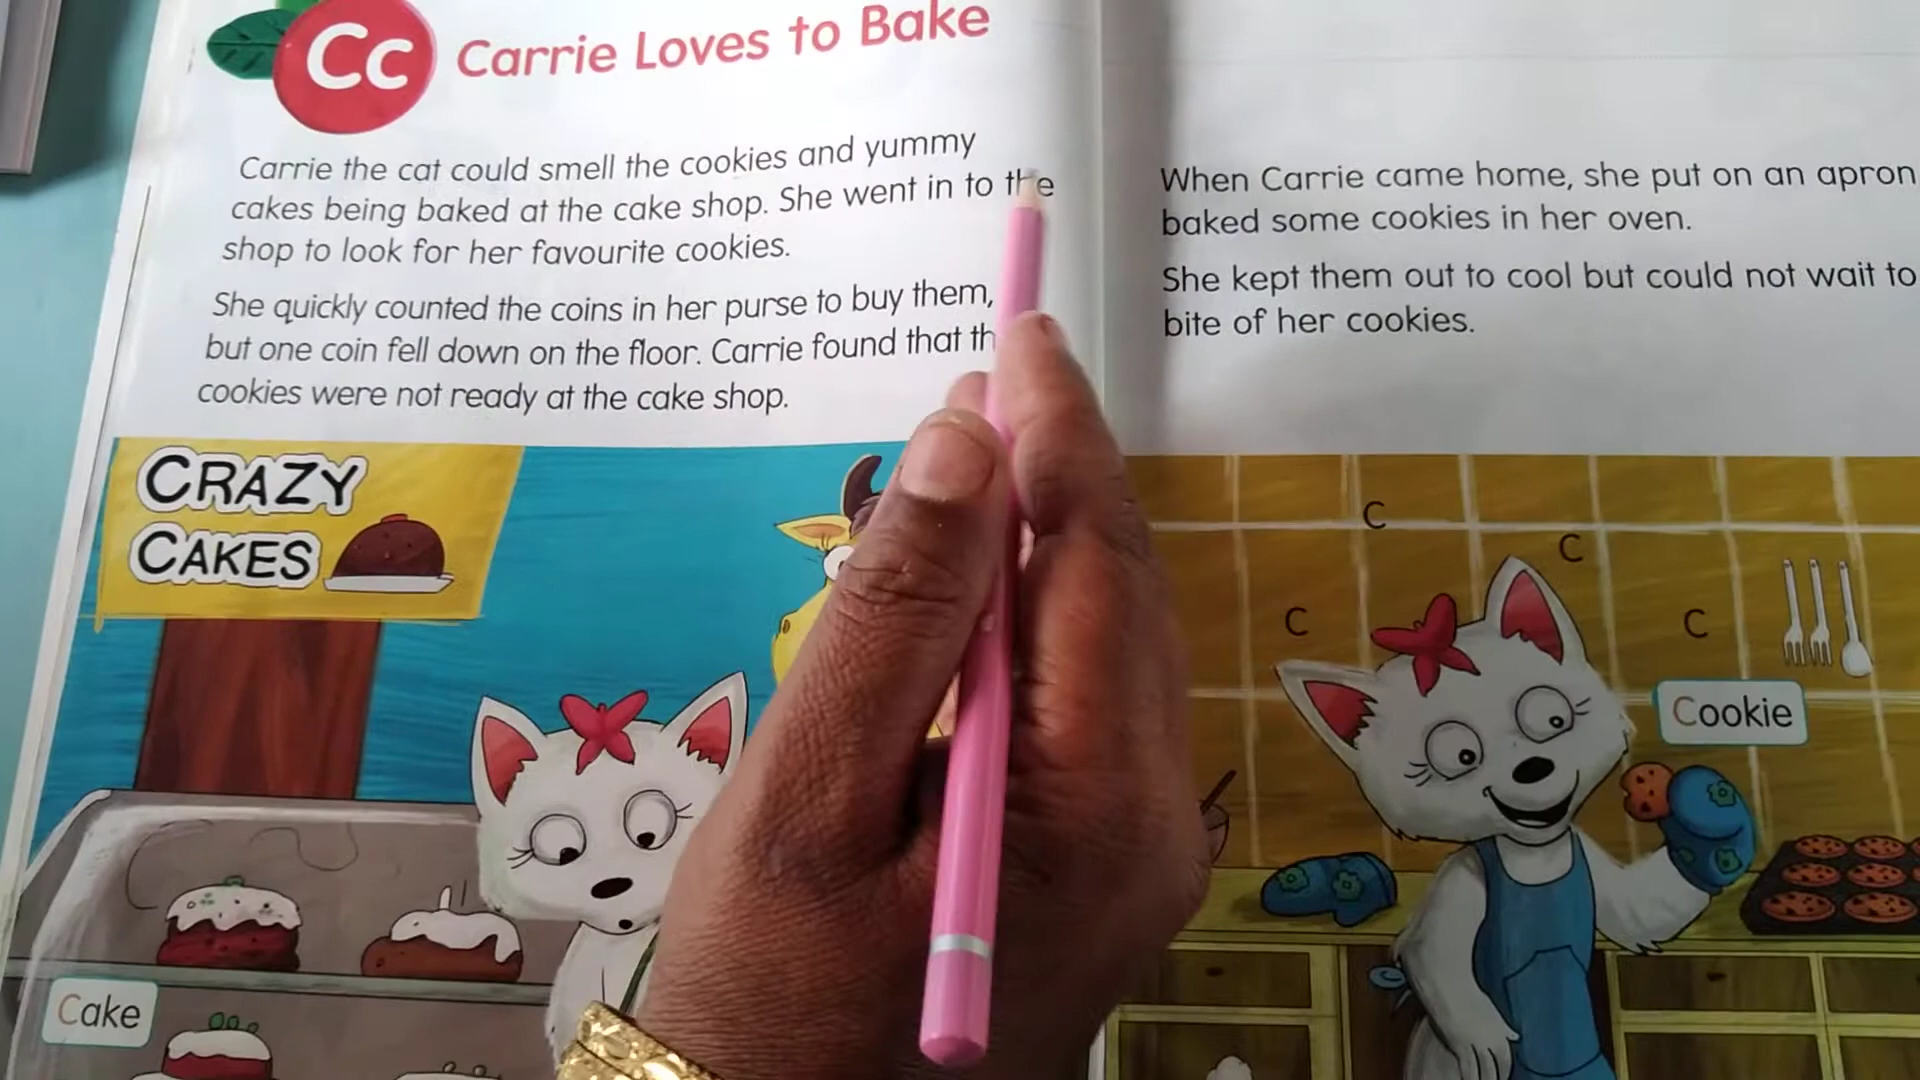 Cc
Carrie Loves to Bake
Carrie the cat could smell the cookies and yummy
cakes being baked at the cake shop. She went in to the
shop to look for her favourite cookies.
She quickly counted the coins in her purse to buy them,
but one coin fell down on the floor. Carrie found that
cookies were not ready at the cake shop.
When Carrie came home, she put on an apron
baked some cookies in her oven.
She kept them out to cool but could not wait to
bite of her cookies.
CRAZY
CAKES
C
C
C
C
Cookie
Cake